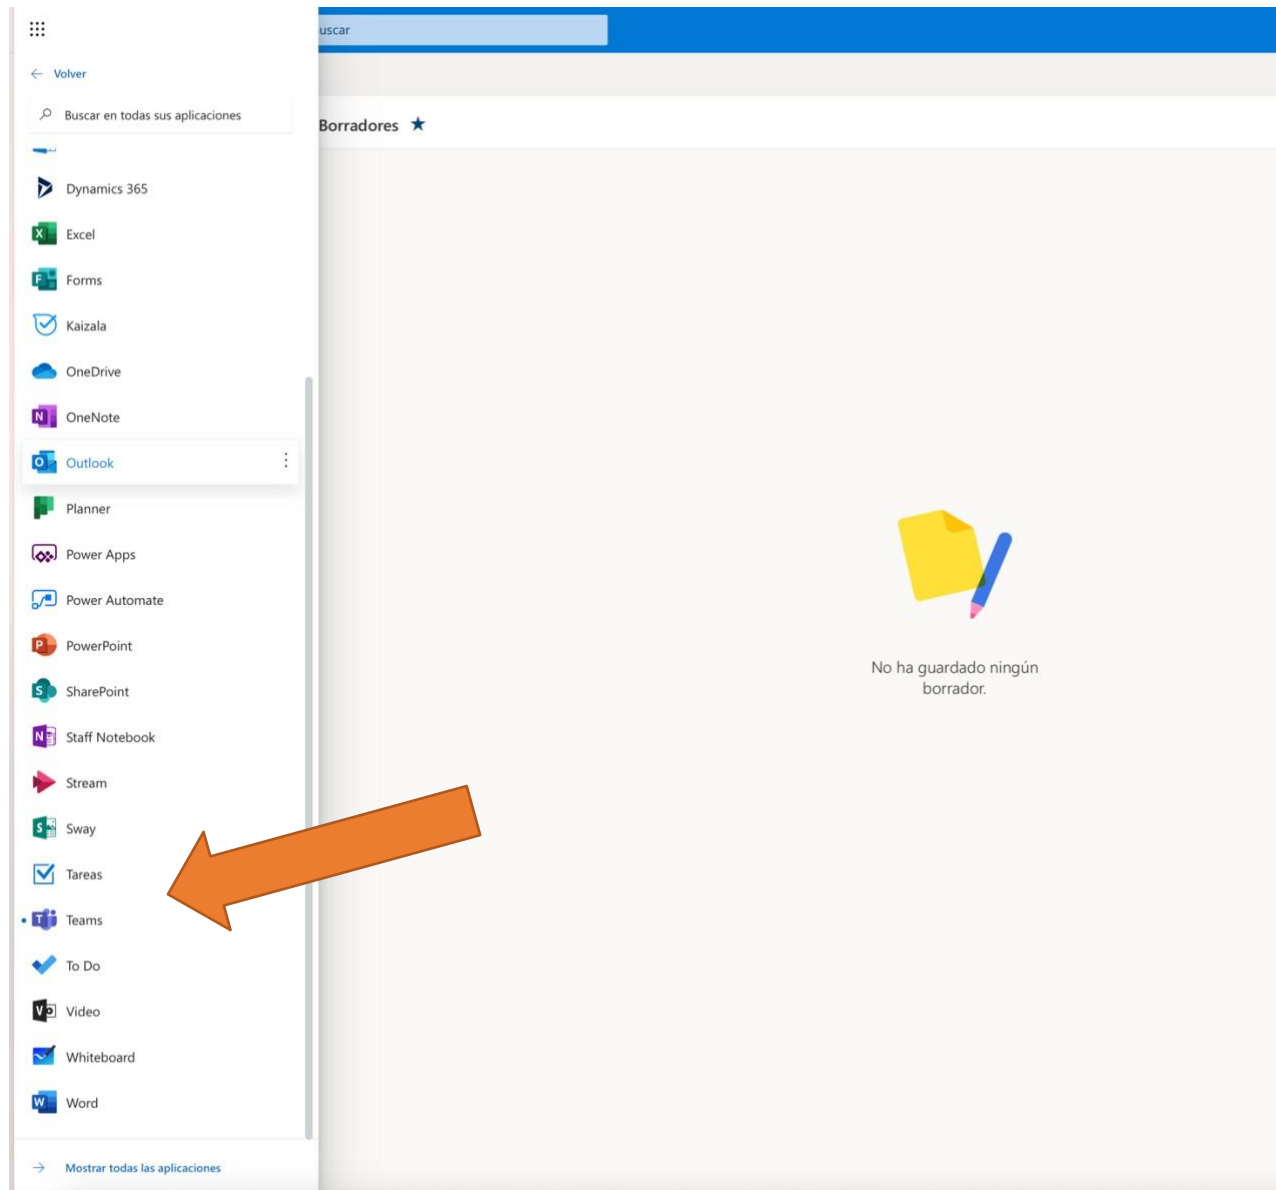 uscar
Volver
Buscar en todas sus aplicaciones
Borradores
Dynamics 365
Excel
Forms
Kaizala
OneDrive
OneNote
Outlook
Planner
Power Apps
Power Automate
PowerPoint
SharePoint
Staff Notebook
Stream
Sway
Tareas
Teams
To Do
Video
Whiteboard
Word
Mostrar todas las aplicaciones
No ha guardado ningún
borrador.